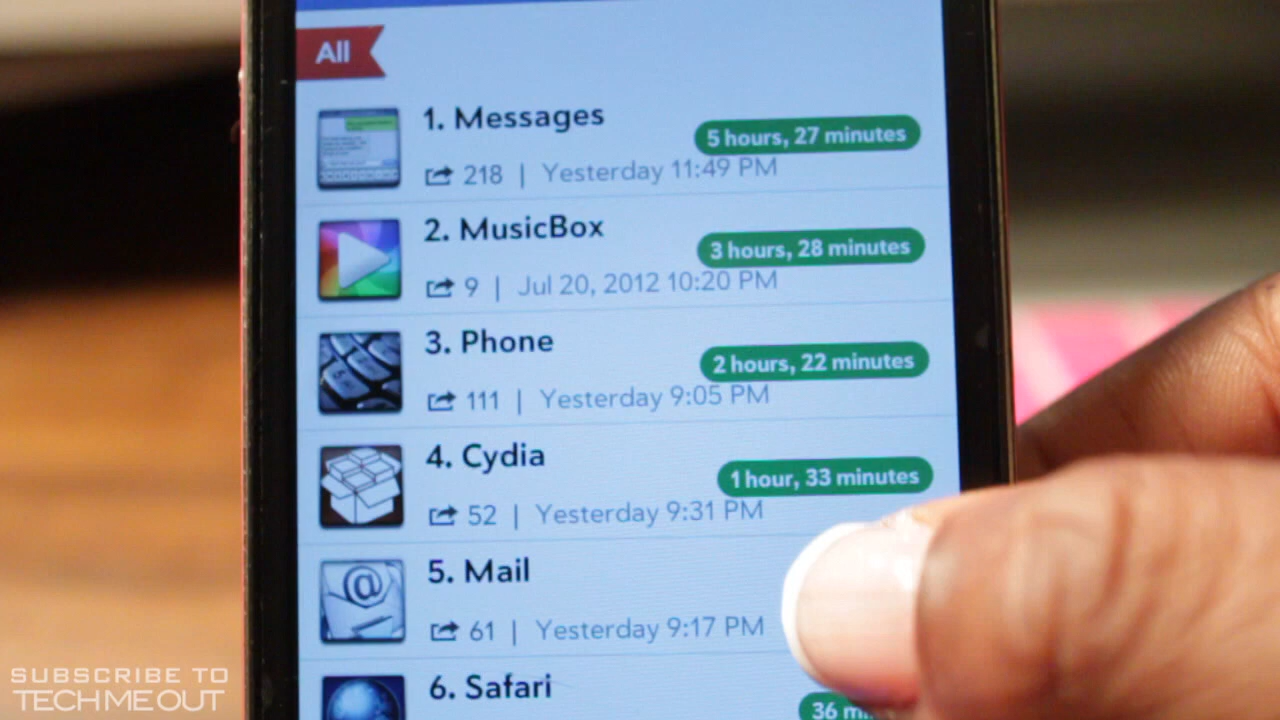 All
1. Messages
5 hours, 27 minutes
218 | Yesterday 11:49 PM
2. MusicBox
3 hours, 28 minutes
9 | Jul 20, 2012 10:20 PM
3. Phone
2 hours, 22 minutes
111 | Yesterday 9:05 PM
4. Cydia
1 hour, 33 minutes
52 | Yesterday 9:31 PM
5. Mail
61 | Yesterday 9:17 PM
6. Safari
36
SUBSCRIBE TO
TECHMEOUT